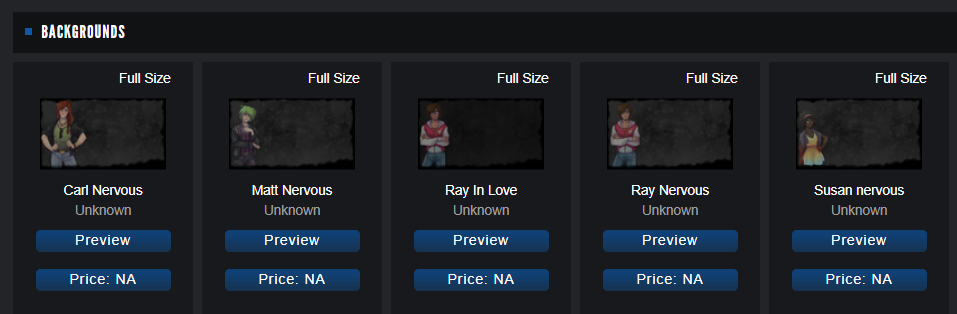 BACKGROUNDS
Full Size
Full Size
Full Size
Full Size
Full Size
Carl Nervous
Matt Nervous
Ray In Love
Ray Nervous
Susan nervous
Unknown
Unknown
Unknown
Unknown
Unknown
Preview
Preview
Preview
Preview
Preview
Price: NA
Price: NA
Price: NA
Price: NA
Price: NA